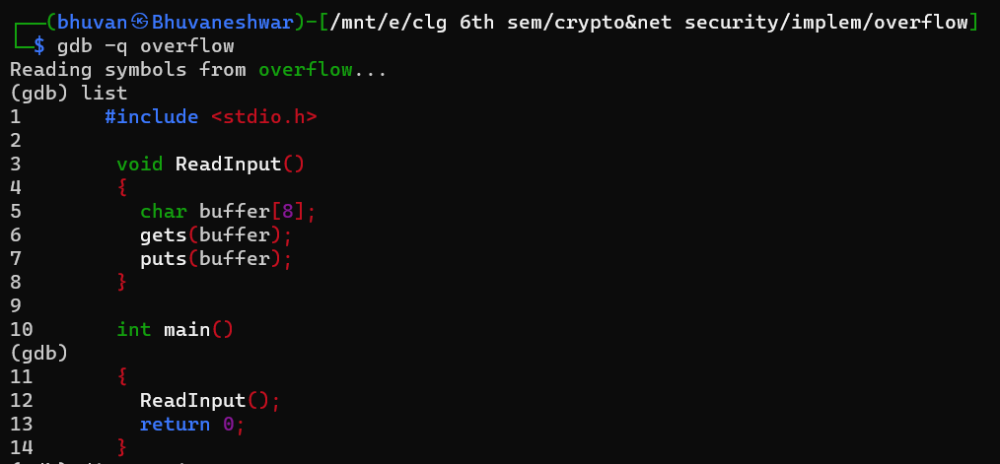 ┌──(bhuvan㉿Bhuvaneshwar)-[/mnt/e/clg 6th sem/crypto&net security/implem/overflow]
└─$ gdb -q overflow
Reading symbols from overflow...
(gdb) list
1       #include <stdio.h>
2
3        void ReadInput()
4        {
5          char buffer[8];
6          gets(buffer);
7          puts(buffer);
8        }
9
10       int main()
(gdb)
11       {
12         ReadInput();
13         return 0;
14       }